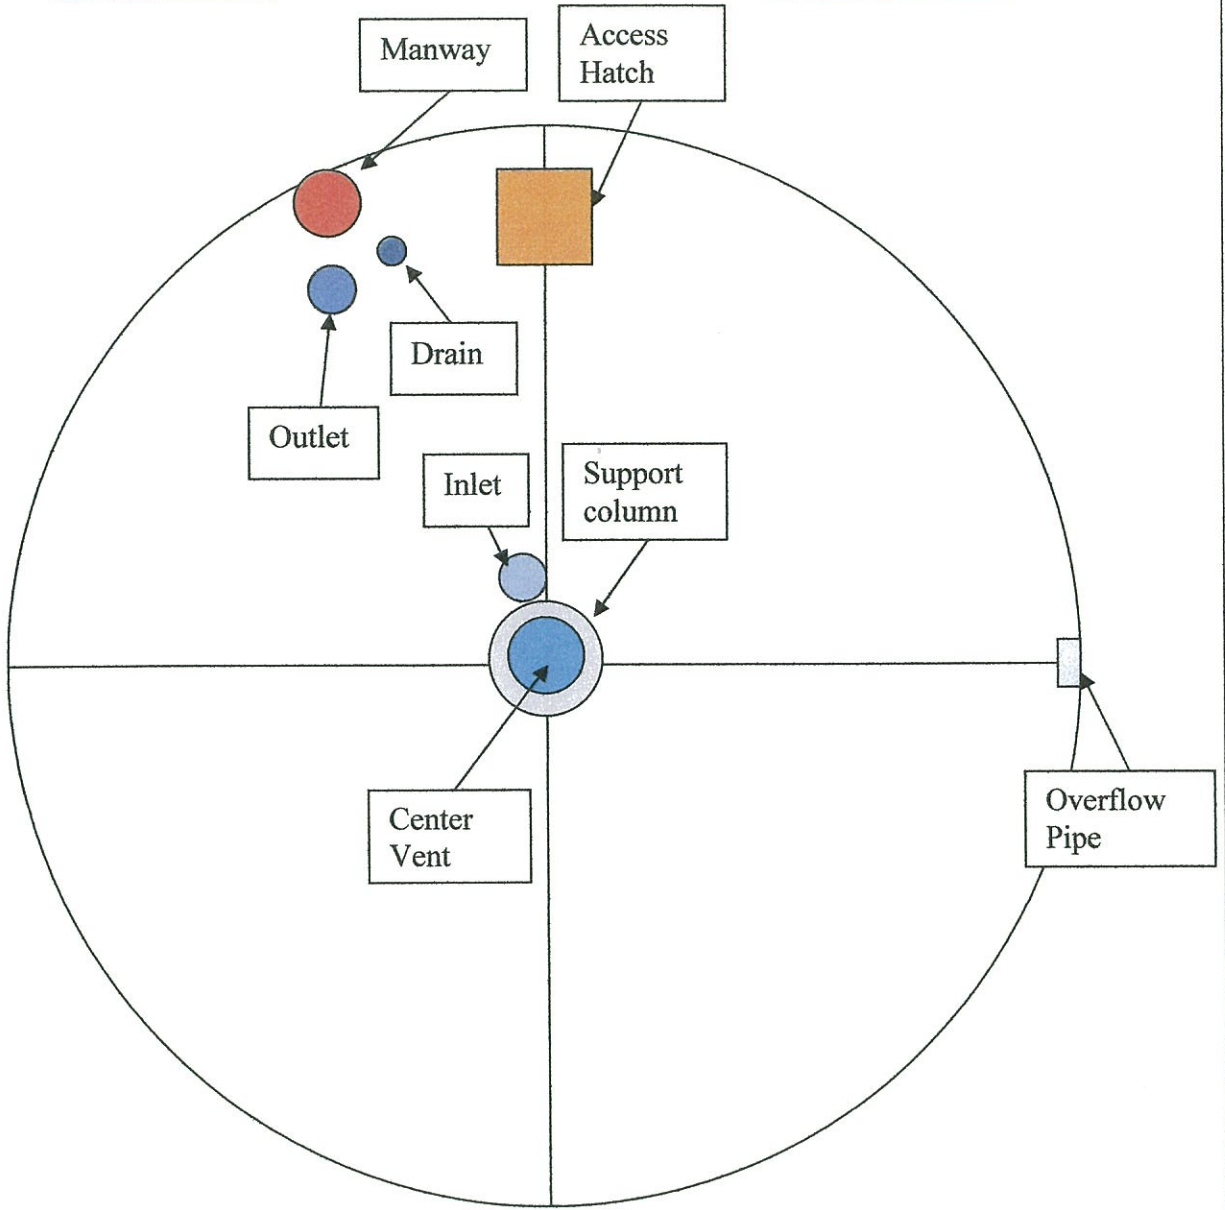 Manway
Access
Hatch
Drain
Outlet
Inlet
Support
column
Center
Vent
Overflow
Pipe